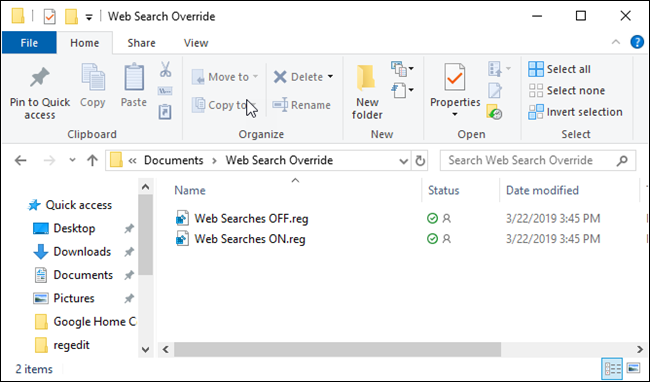 Web Search Override
File Home Share View
Pin to Quick access
Copy
Paste
Clipboard
Move to
Copy to
Delete
Rename
Organize
New folder
New
Properties
Open
Select all
Select none
Invert selection
Select
« Documents > Web Search Override
Search Web Search Override
Quick access
Desktop
Downloads
Documents
Pictures
Google Home C
regedit
Name Status Date modified
Web Searches OFF.reg 3/22/2019 3:45 PM
Web Searches ON.reg 3/22/2019 3:45 PM
2 items